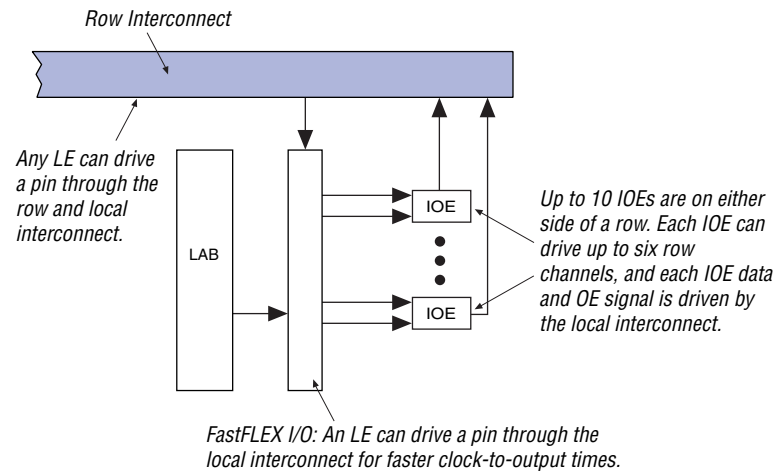 Row Interconnect
Any LE can drive
a pin through the
row and local
interconnect.
LAB
IOE
IOE
Up to 10 IOEs are on either
side of a row. Each IOE can
drive up to six row
channels, and each IOE data
and OE signal is driven by
the local interconnect.
FastFLEX I/O: An LE can drive a pin through the
local interconnect for faster clock-to-output times.